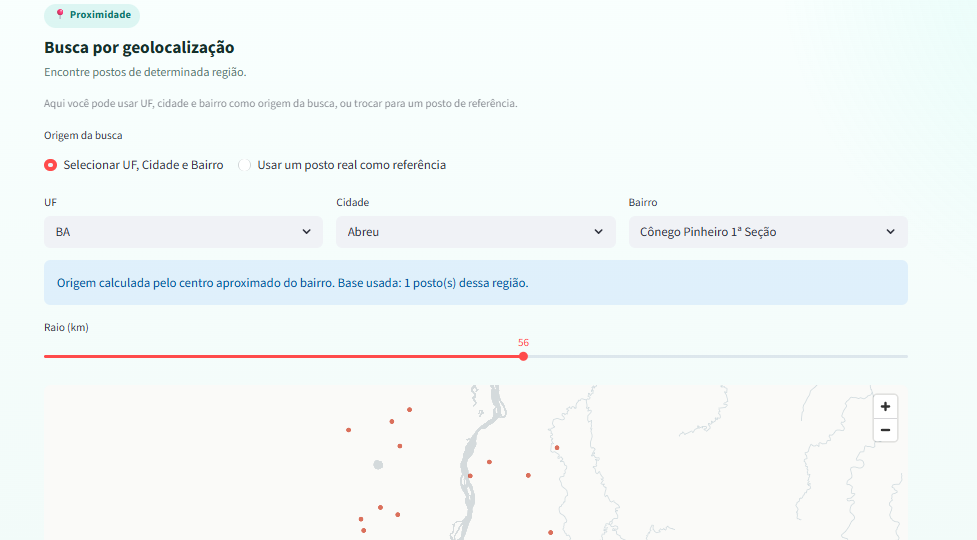 📍 Proximidade
Busca por geolocalização
Encontre postos de determinada região.
Aqui você pode usar UF, cidade e bairro como origem da busca, ou trocar para um posto de referência.
Origem da busca
Selecionar UF, Cidade e Bairro Usar um posto real como referência
UF Cidade Bairro
BA Abreu Cônego Pinheiro 1ª Seção
Origem calculada pelo centro aproximado do bairro. Base usada: 1 posto(s) dessa região.
Raio (km)
56
+
−